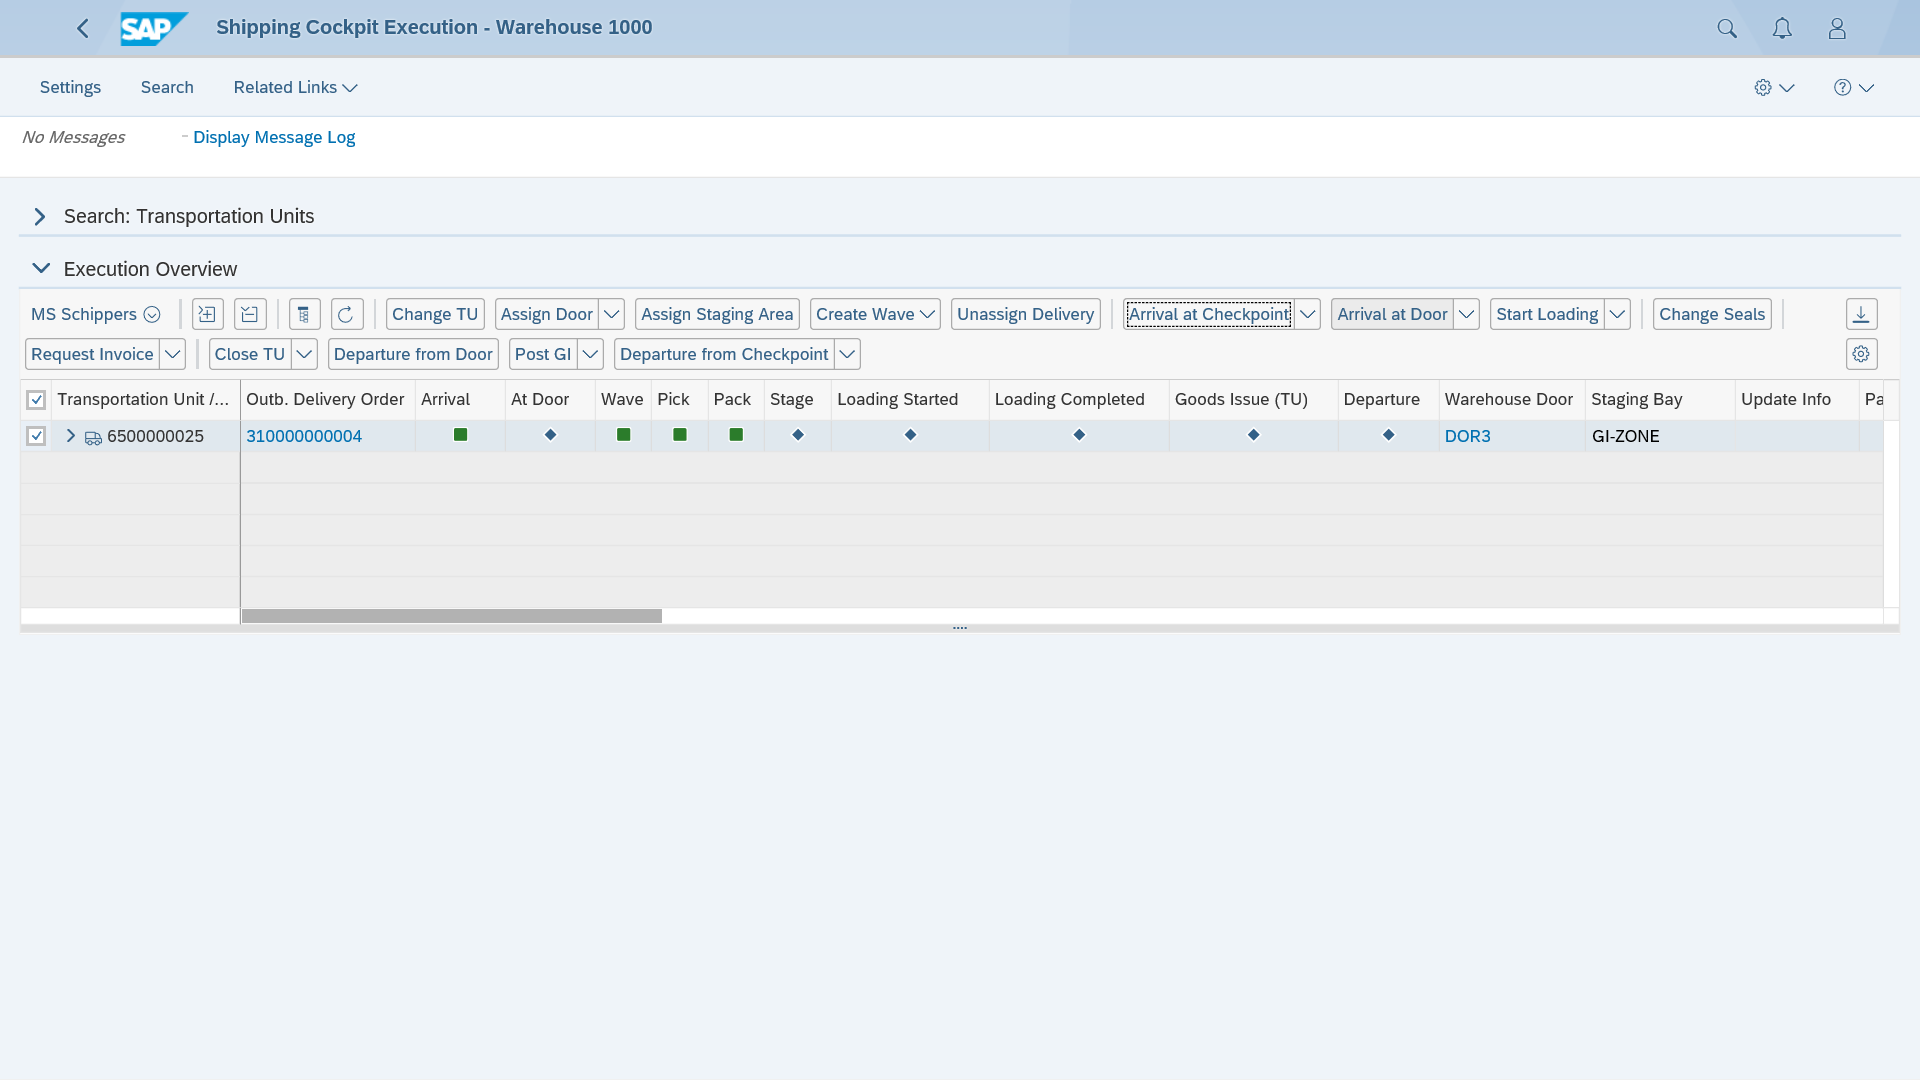 SAP Shipping Cockpit Execution - Warehouse 1000
Settings Search Related Links
No Messages - Display Message Log
Search: Transportation Units
Execution Overview
MS Schippers Change TU Assign Door Assign Staging Area Create Wave Unassign Delivery Arrival at Checkpoint Arrival at Door Start Loading Change Seals
Request Invoice Close TU Departure from Door Post GI Departure from Checkpoint
Transportation Unit /... Outb. Delivery Order Arrival At Door Wave Pick Pack Stage Loading Started Loading Completed Goods Issue (TU) Departure Warehouse Door Staging Bay Update Info Pa
6500000025 310000000004 DOR3 GI-ZONE